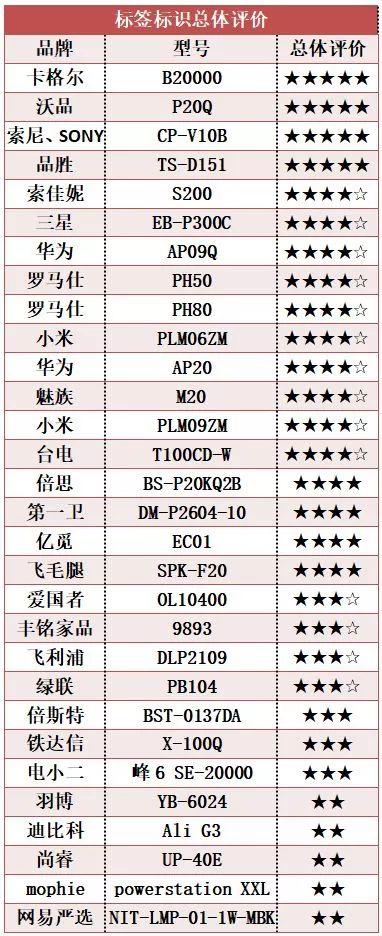 标签标识总体评价
品牌 型号 总体评价
卡格尔 B20000 ★★★★★
沃品 P20Q ★★★★★
索尼、SONY CP-V10B ★★★★★
品胜 TS-D151 ★★★★★
索佳妮 S200 ★★★★☆
三星 EB-P300C ★★★★☆
华为 AP09Q ★★★★☆
罗马仕 PH50 ★★★★☆
罗马仕 PH80 ★★★★☆
小米 PLM06ZM ★★★★☆
华为 AP20 ★★★★☆
魅族 M20 ★★★★☆
小米 PLM09ZM ★★★★☆
台电 T100CD-W ★★★★☆
倍思 BS-P20KQ2B ★★★★
第一卫 DM-P2604-10 ★★★★
亿觅 EC01 ★★★★
飞毛腿 SPK-F20 ★★★★
爱国者 OL10400 ★★★☆
丰铭家品 9893 ★★★☆
飞利浦 DLP2109 ★★★☆
绿联 PB104 ★★★☆
倍斯特 BST-0137DA ★★★
铁达信 X-100Q ★★★
电小二 峰6 SE-20000 ★★★
羽博 YB-6024 ★★
迪比科 Ali G3 ★★
尚睿 UP-40E ★★
mophie powerstation XXL ★★
网易严选 NIT-LMP-01-1W-MBK ★★